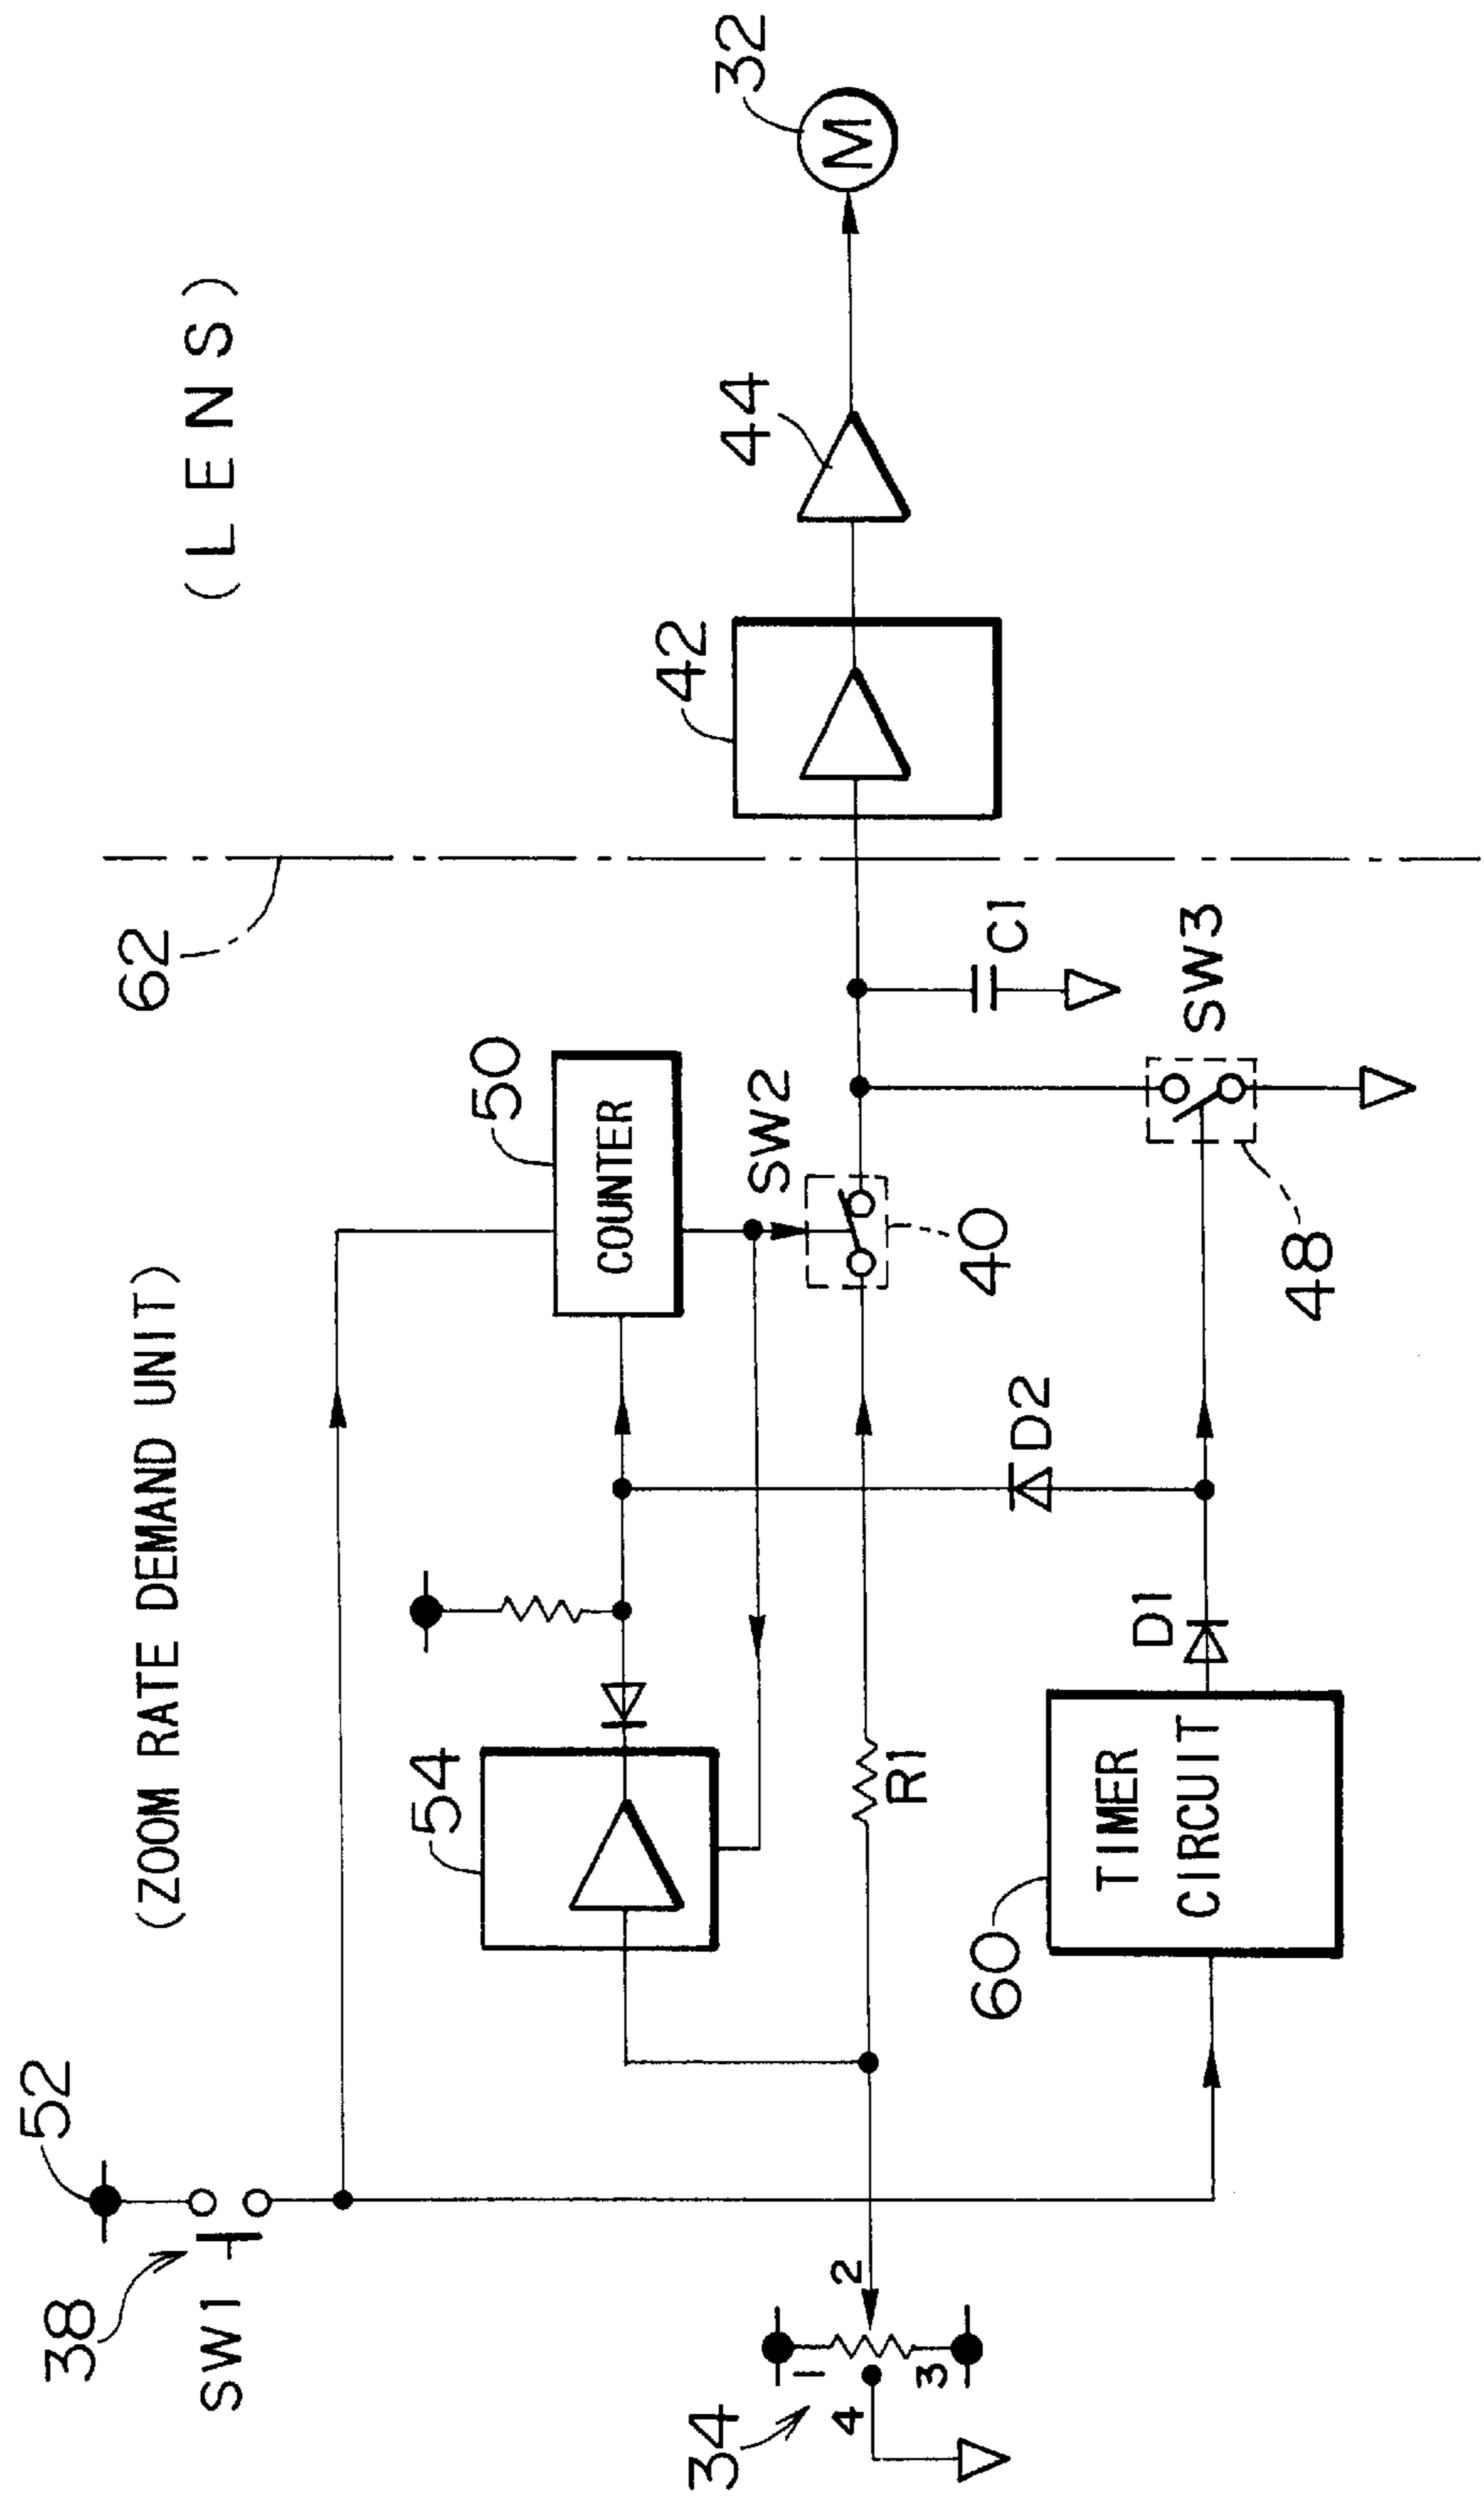 (ZOOM RATE DEMAND UNIT)
(LENS)
52
38
SW1
62
50
COUNTER
54
SW2
40
42
44
32
M
34
1
2
3
4
R1
C1
D2
SW3
48
60
TIMER
CIRCUIT
D1